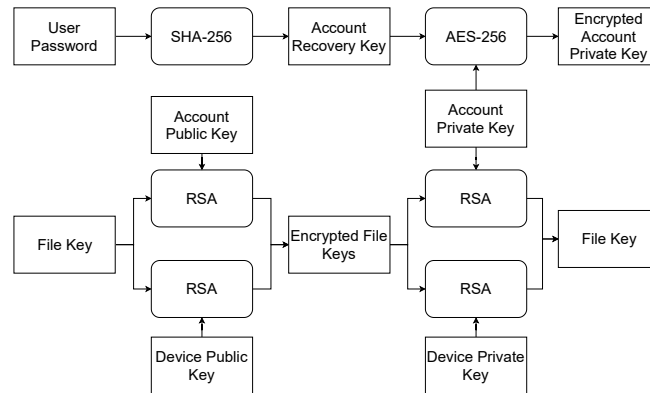 User
Password
SHA-256
Account
Recovery Key
AES-256
Encrypted
Account
Private Key
Account
Public Key
Account
Private Key
RSA
RSA
File Key
Encrypted File
Keys
File Key
RSA
RSA
Device Public
Key
Device Private
Key